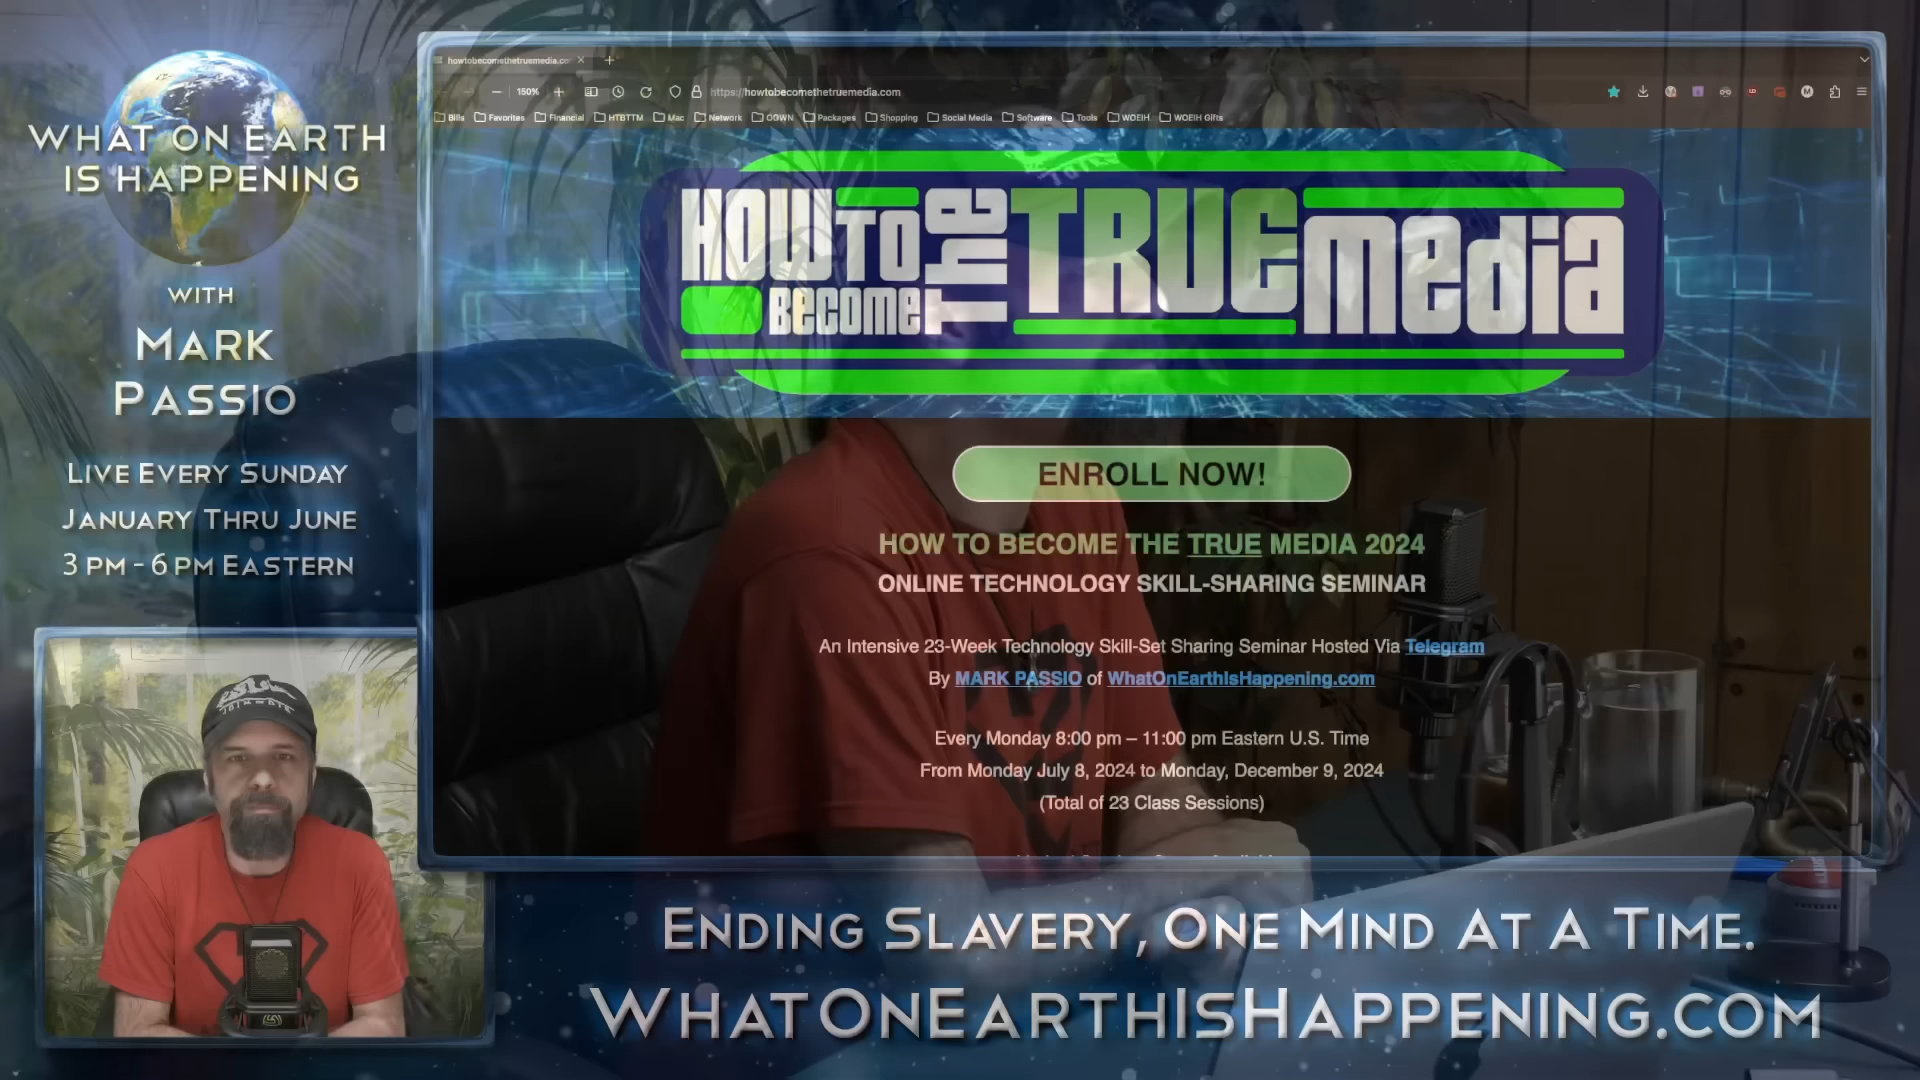 WHAT ON EARTH
IS HAPPENING
WITH
MARK
PASSIO
LIVE EVERY SUNDAY
JANUARY THRU JUNE
3 PM - 6 PM EASTERN
howtobecomethetruemedia.co
150%
https://howtobecomethetruemedia.com
Bills Favorites Financial HTBTTM Mac Network OGWN Packages Shopping Social Media Software Tools WOEIH WOEIH Gifts
HOW TO BECOME The TRUE media
ENROLL NOW!
HOW TO BECOME THE TRUE MEDIA 2024
ONLINE TECHNOLOGY SKILL-SHARING SEMINAR
An Intensive 23-Week Technology Skill-Set Sharing Seminar Hosted Via Telegram
By MARK PASSIO of WhatOnEarthIsHappening.com
Every Monday 8:00 pm – 11:00 pm Eastern U.S. Time
From Monday July 8, 2024 to Monday, December 9, 2024
(Total of 23 Class Sessions)
ENDING SLAVERY, ONE MIND AT A TIME.
WHATONEARTHISHAPPENING.COM